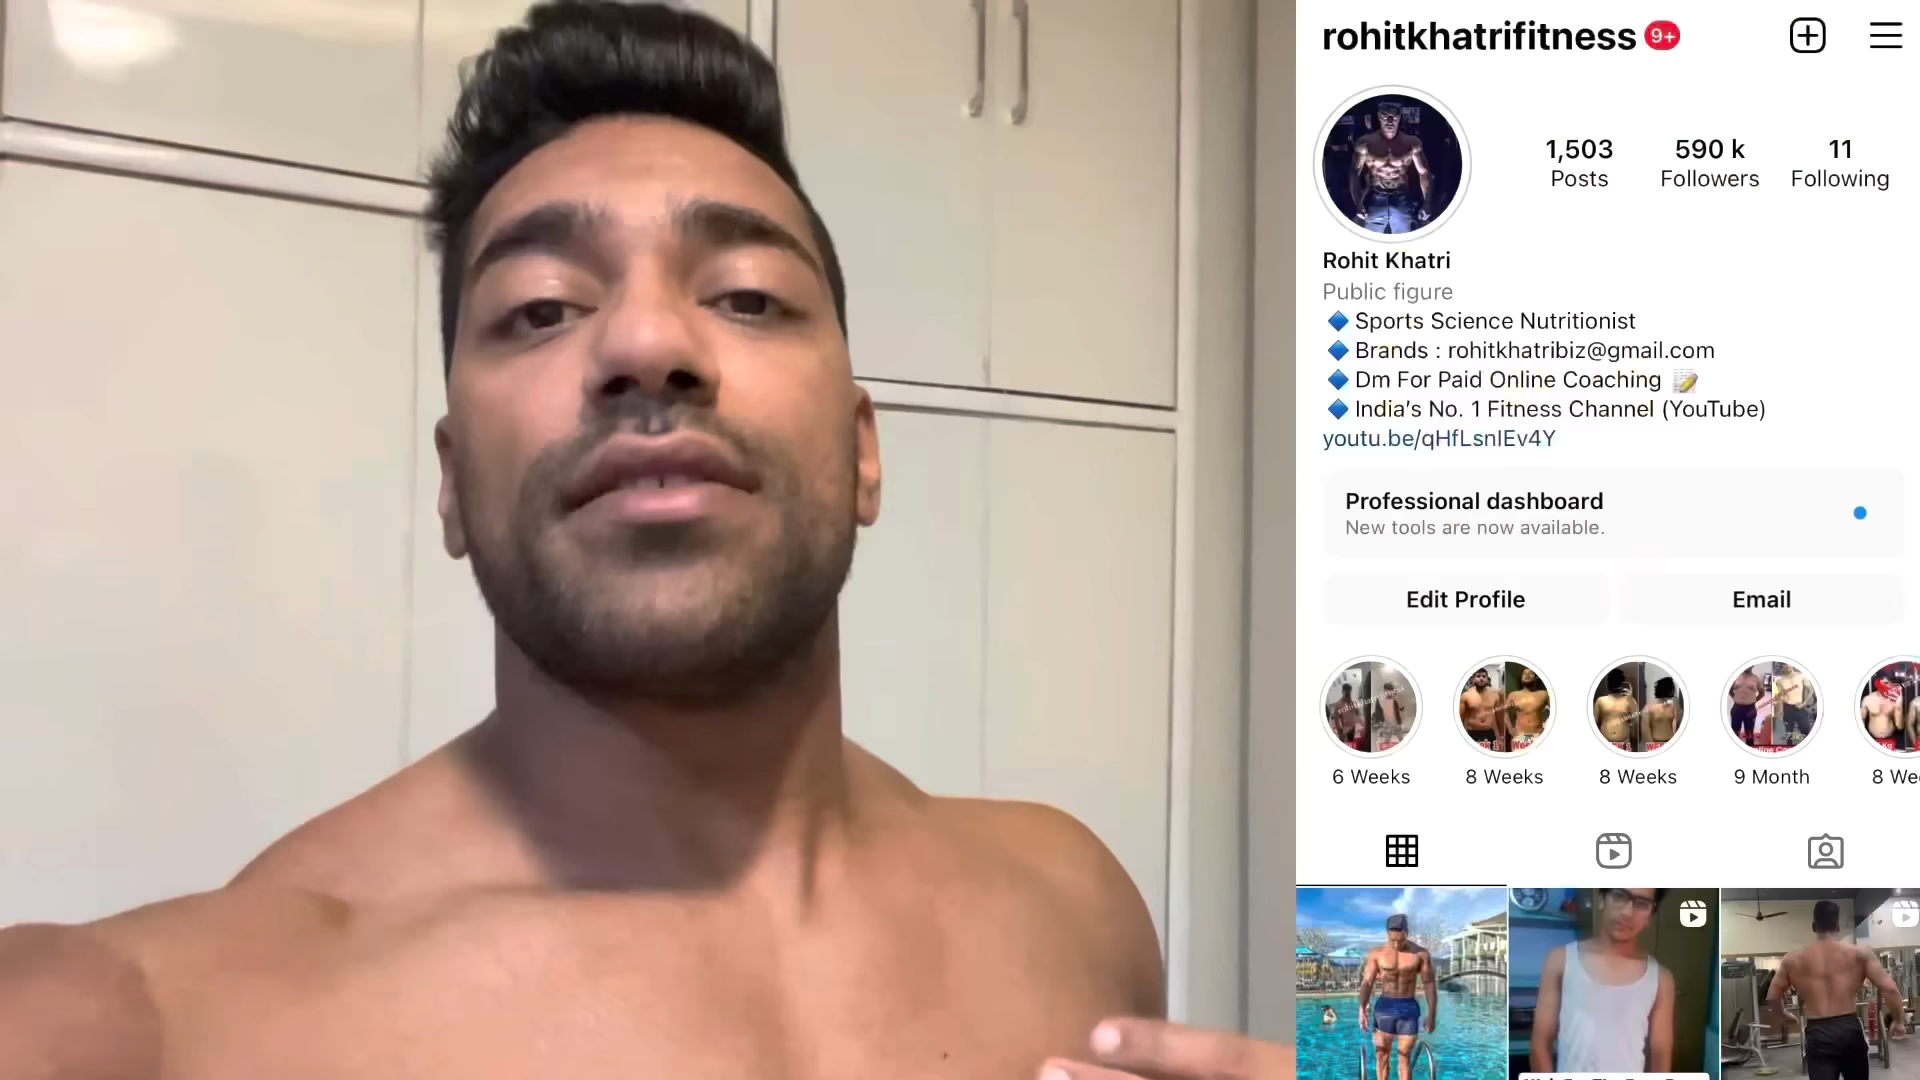 rohitkhatrifitness 9+
1,503 590 k 11
Posts Followers Following
Rohit Khatri
Public figure
🔷 Sports Science Nutritionist
🔷 Brands : rohitkhatribiz@gmail.com
🔷 Dm For Paid Online Coaching 📝
🔷 India's No. 1 Fitness Channel (YouTube)
youtu.be/qHfLsnlEv4Y
Professional dashboard
New tools are now available.
Edit Profile Email
6 Weeks 8 Weeks 8 Weeks 9 Month 8 We